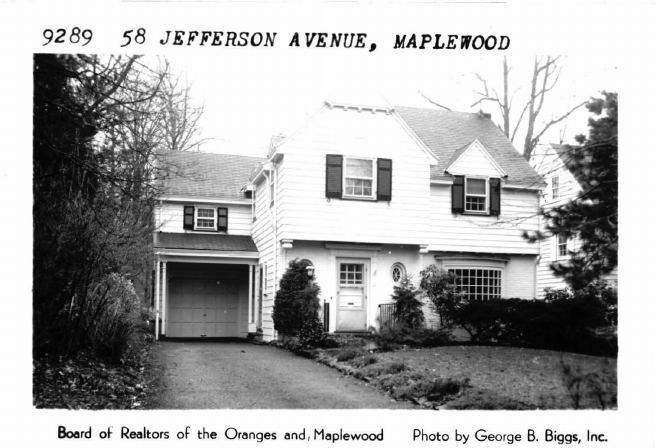 9289 58 JEFFERSON AVENUE, MAPLEWOOD
Board of Realtors of the Oranges and, Maplewood Photo by George B. Biggs, Inc.